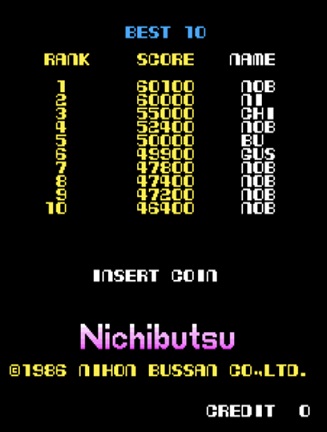 BEST 10
RANK SCORE NAME
1 60100 NOB
2 60000 NI
3 55000 CHI
4 52400 NOB
5 50000 BU
6 49900 GUS
7 47800 NOB
8 47400 NOB
9 47200 NOB
10 46400 NOB
INSERT COIN
Nichibutsu
©1986 NIHON BUSSAN CO.,LTD.
CREDIT 0